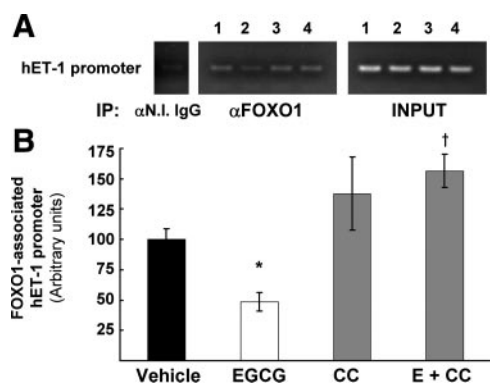 A
1 2 3 4 1 2 3 4
hET-1 promoter
IP: αN.I. IgG αFOXO1 INPUT
B
FOXO1-associated
hET-1 promoter
(Arbitrary units)
175
150
125
100
75
50
25
*
†
Vehicle EGCG CC E + CC